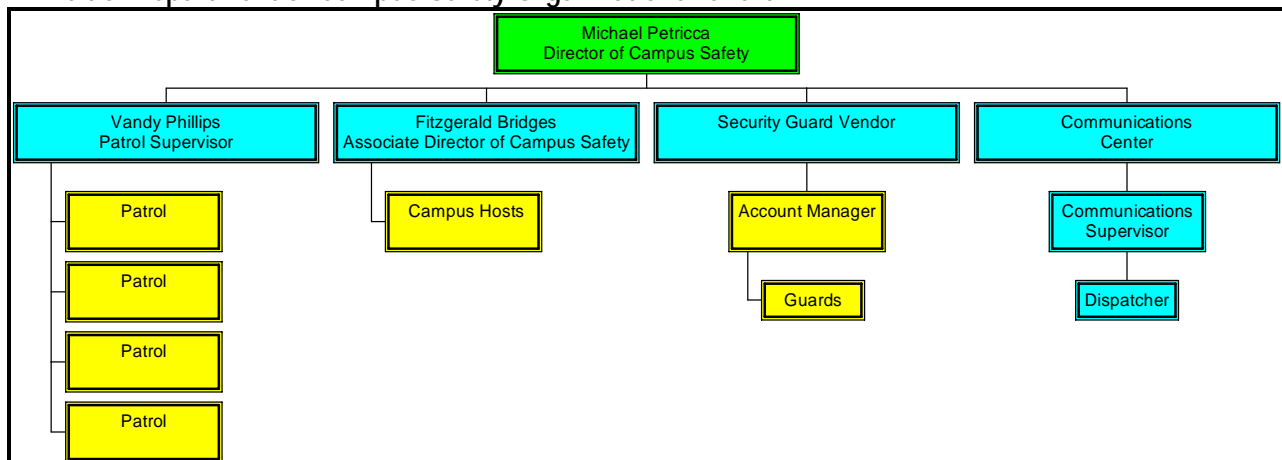 Michael Petricca
Director of Campus Safety
Vandy Phillips
Patrol Supervisor
Fitzgerald Bridges
Associate Director of Campus Safety
Security Guard Vendor
Communications
Center
Patrol
Campus Hosts
Account Manager
Communications
Supervisor
Patrol
Guards
Dispatcher
Patrol
Patrol